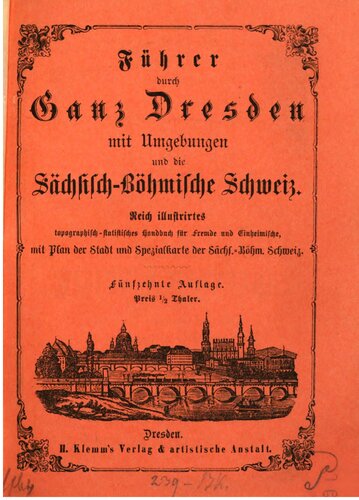 Führer
durch
Ganz Dresden
mit Umgebungen
und die
Sächsisch-Böhmische Schweiz.
Reich illustrirtes
topographisch-statistisches Handbuch für Fremde und Einheimische,
mit Plan der Stadt und Spezialkarte der Sächs.-Böhm. Schweiz.
Fünfzehnte Auflage.
Preis 1/2 Thaler.
Dresden.
H. Klemm's Verlag & artistische Anstalt.